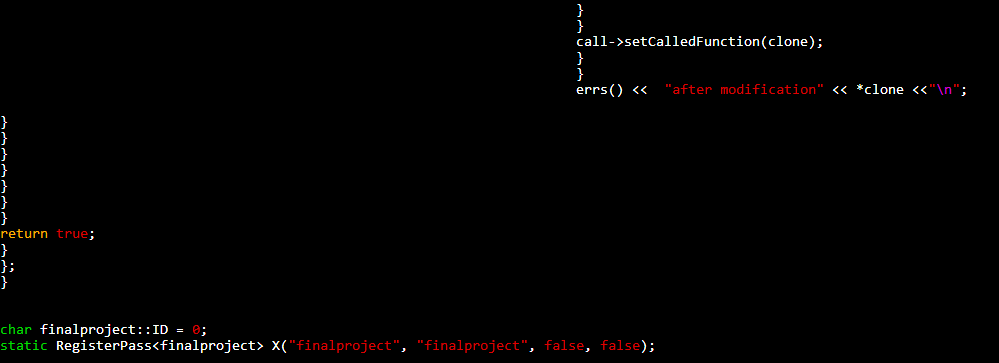 }
}
call->setCalledFunction(clone);
}
}
errs() <<  "after modification" << *clone <<"\n";
}
}
}
}
}
}
}
return true;
}
};
}
char finalproject::ID = 0;
static RegisterPass<finalproject> X("finalproject", "finalproject", false, false);